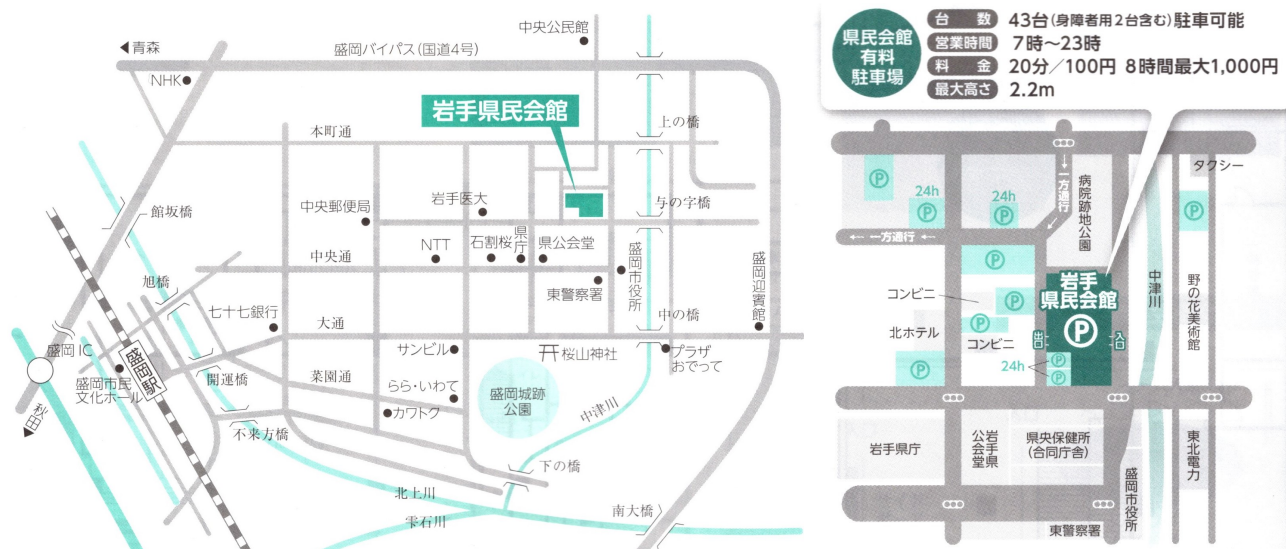 中央公民館
◀青森
盛岡バイパス(国道4号)
NHK
岩手県民会館
上の橋
本町通
館坂橋
中央郵便局
岩手医大
与の字橋
NTT
石割桜
県庁
県公会堂
中央通
盛岡市役所
盛岡迎賓館
旭橋
東警察署
七十七銀行
大通
中の橋
盛岡IC
サンビル
桜山神社
プラザ
おでって
盛岡駅
盛岡市民
文化ホール
開運橋
菜園通
らら・いわて
盛岡城跡
公園
中津川
カワトク
◀秋田
不来方橋
下の橋
北上川
雫石川
南大橋
県民会館
有料
駐車場
台数 43台(身障者用2台含む)駐車可能
営業時間 7時〜23時
料金 20分/100円 8時間最大1,000円
最大高さ 2.2m
タクシー
P
24h
P
24h
P
→一方通行→
病院跡地公園
P
←一方通行←
P
岩手
県民会館
P
出口
入口
中津川
野の花美術館
コンビニ
P
P
北ホテル
コンビニ
P
24h
P
P
岩手県庁
岩手県
公会堂
県央保健所
(合同庁舎)
盛岡市役所
東北電力
東警察署